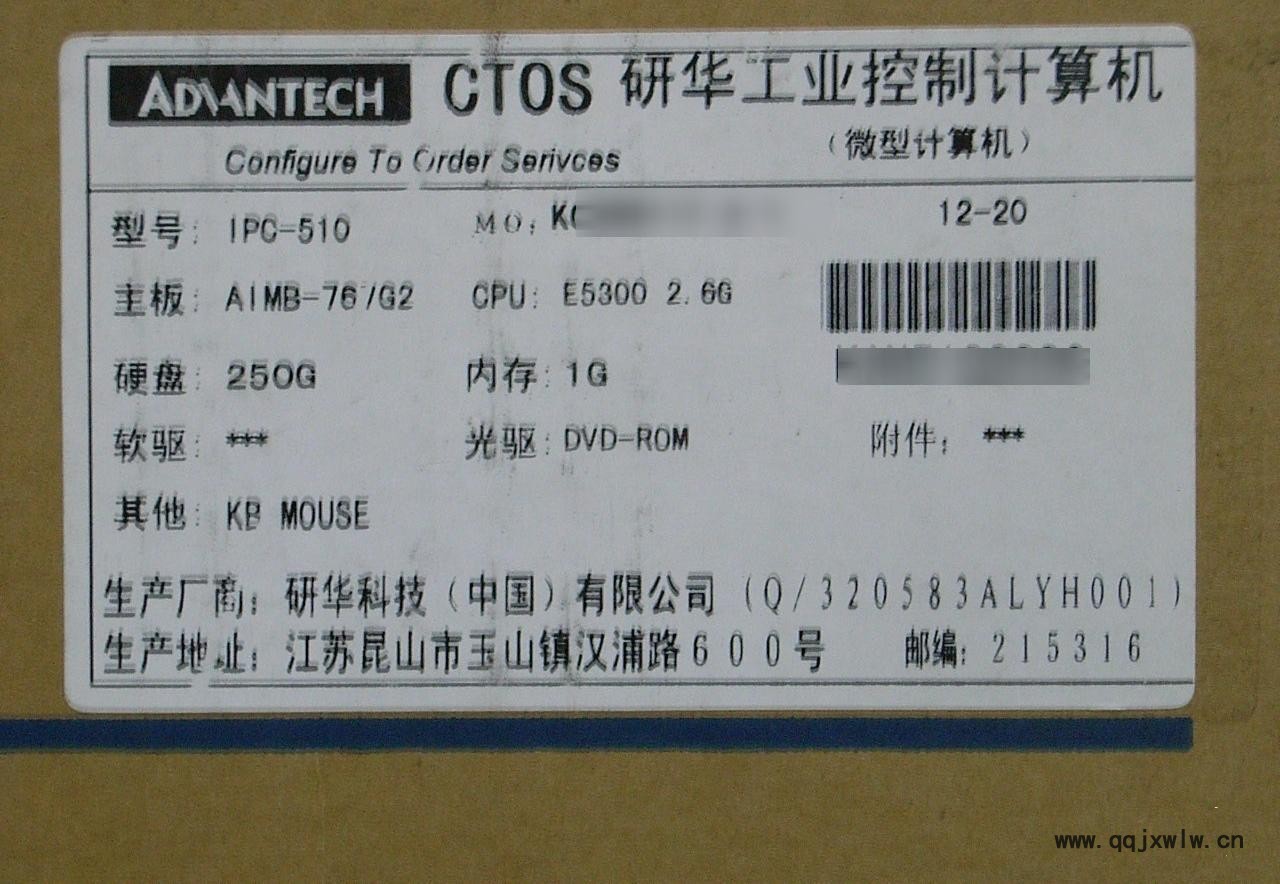 ADVANTECH CTOS 研华工业控制计算机
Configure To Order Serivces （微型计算机）
型号: IPC-510 MO: 12-20
主板: AIMB-76 /G2 CPU: E5300 2.6G
硬盘: 250G 内存: 1G
软驱: *** 光驱: DVD-ROM 附件: ***
其他: KB MOUSE
生产厂商: 研华科技（中国）有限公司（Q/320583ALYH001）
生产地址: 江苏昆山市玉山镇汉浦路600号 邮编: 215316
www.qqjxwlw.cn